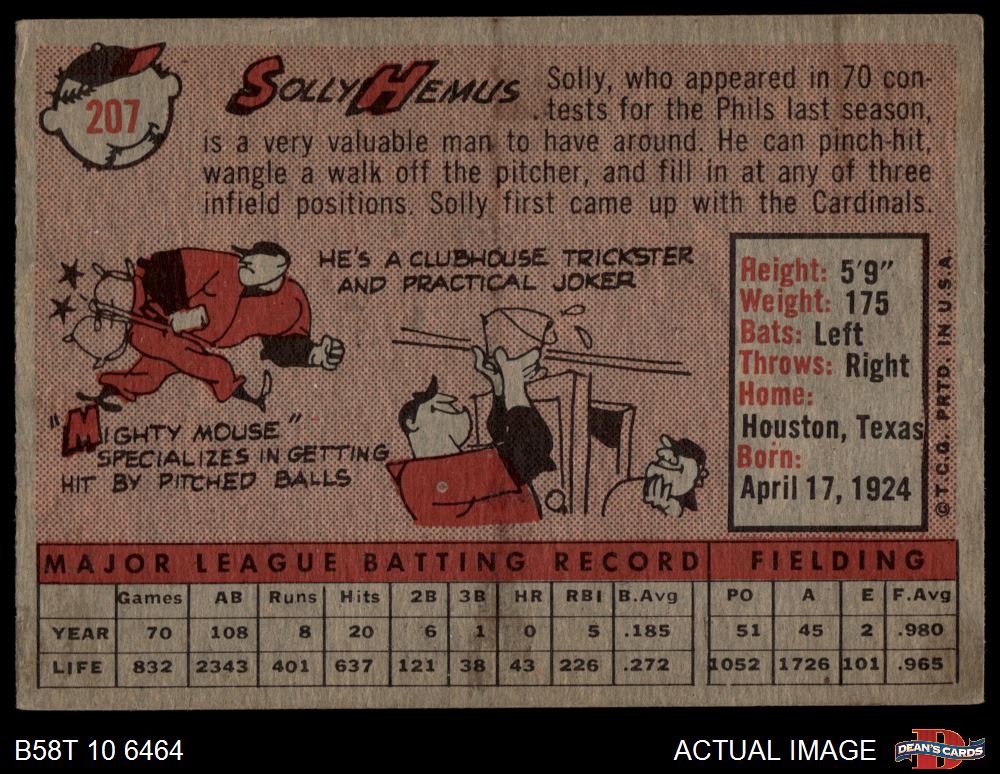 207
SOLLY HEMUS
Solly, who appeared in 70 con-
tests for the Phils last season,
is a very valuable man to have around. He can pinch-hit,
wangle a walk off the pitcher, and fill in at any of three
infield positions. Solly first came up with the Cardinals.
HE'S A CLUBHOUSE TRICKSTER
AND PRACTICAL JOKER
"MIGHTY MOUSE"
SPECIALIZES IN GETTING
HIT BY PITCHED BALLS
Height: 5'9"
Weight: 175
Bats: Left
Throws: Right
Home:
Houston, Texas
Born:
April 17, 1924
©T.C.G. PRTD. IN U.S.A.
MAJOR LEAGUE BATTING RECORD FIELDING
Games AB Runs Hits 2B 3B HR RBI B.Avg PO A E F.Avg
YEAR 70 108 8 20 6 1 0 5 .185 51 45 2 .980
LIFE 832 2343 401 637 121 38 43 226 .272 1052 1726 101 .965
B58T 10 6464
ACTUAL IMAGE
DEAN'S CARDS